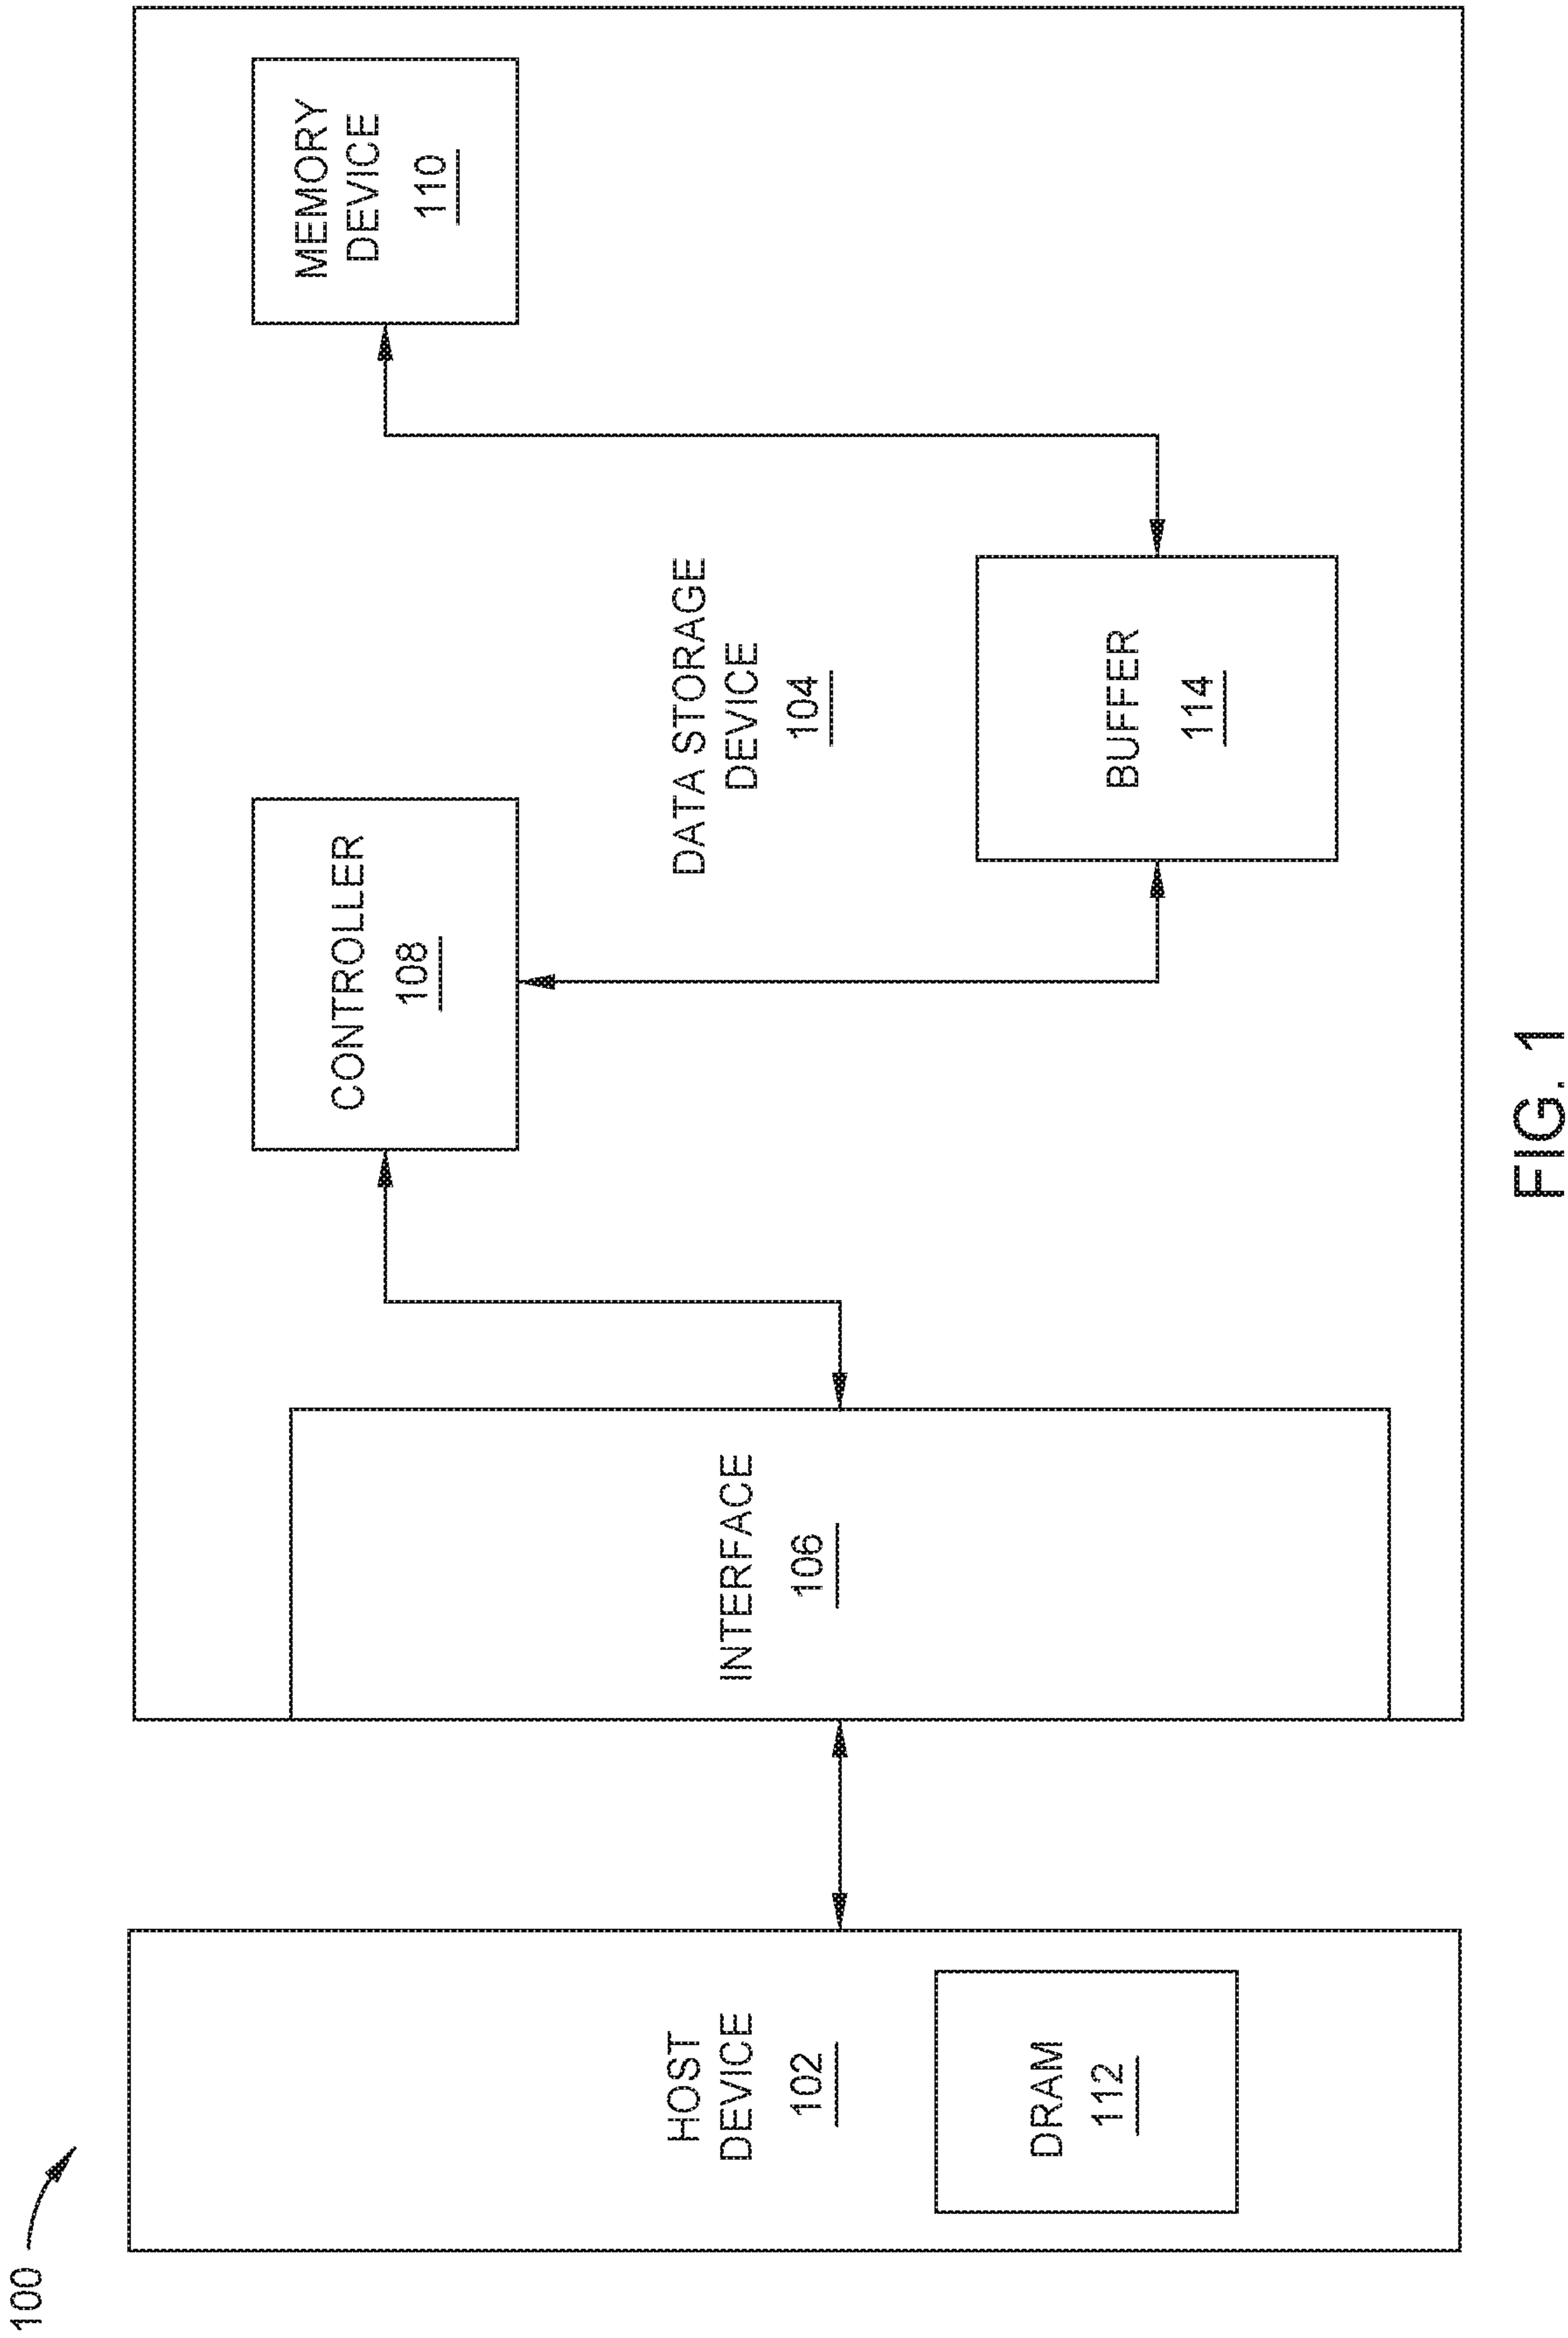 100
HOST
DEVICE
102
DRAM
112
INTERFACE
106
CONTROLLER
108
DATA STORAGE
DEVICE
104
BUFFER
114
MEMORY
DEVICE
110
FIG. 1